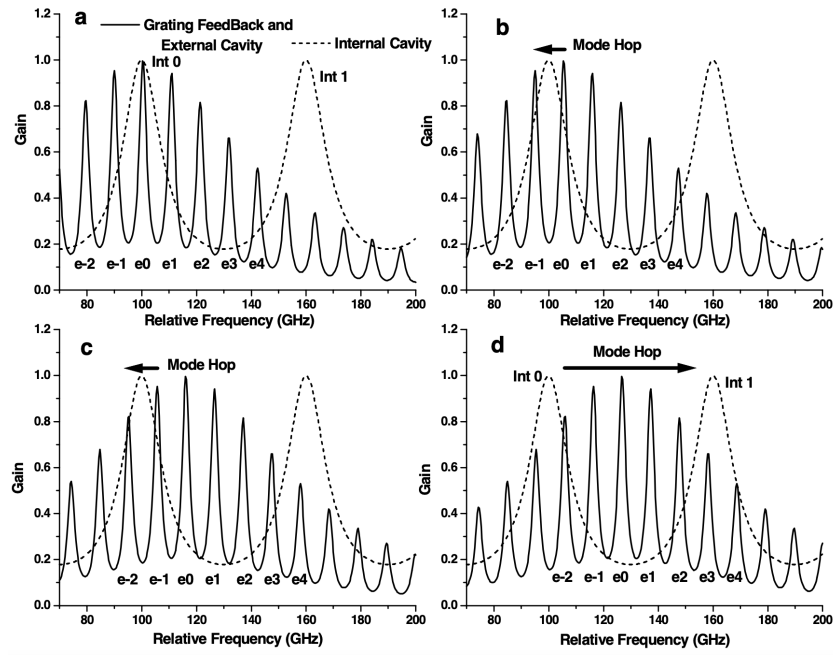 a
Grating FeedBack and
External Cavity
Internal Cavity
Int 0
Int 1
1.2
1.0
0.8
0.6
0.4
0.2
0.0
Gain
e-2 e-1 e0 e1 e2 e3 e4
80 100 120 140 160 180 200
Relative Frequency (GHz)
b
Mode Hop
1.2
1.0
0.8
0.6
0.4
0.2
0.0
Gain
e-2 e-1 e0 e1 e2 e3 e4
80 100 120 140 160 180 200
Relative Frequency (GHz)
c
Mode Hop
1.2
1.0
0.8
0.6
0.4
0.2
0.0
Gain
e-2 e-1 e0 e1 e2 e3 e4
80 100 120 140 160 180 200
Relative Frequency (GHz)
d
Mode Hop
Int 0
Int 1
1.2
1.0
0.8
0.6
0.4
0.2
0.0
Gain
e-2 e-1 e0 e1 e2 e3 e4
80 100 120 140 160 180 200
Relative Frequency (GHz)